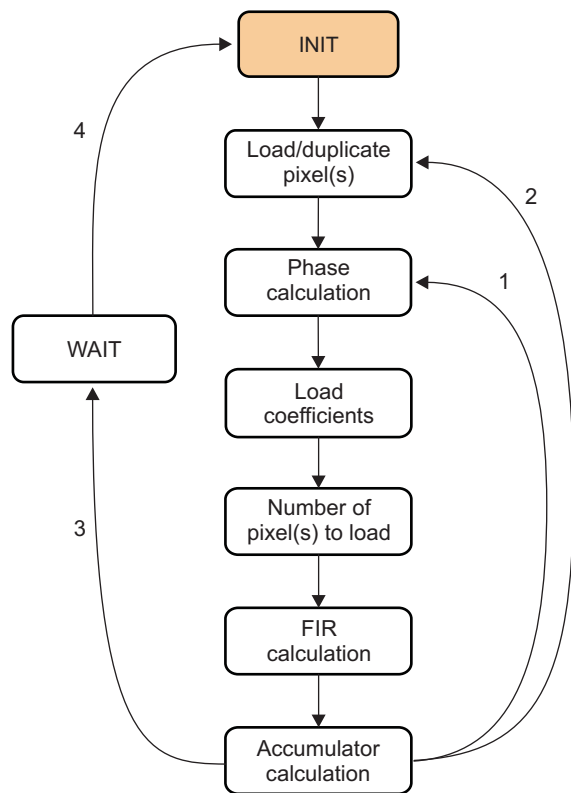 INIT
4
Load/duplicate
pixel(s)
2
Phase
calculation
1
WAIT
Load
coefficients
Number of
pixel(s) to load
3
FIR
calculation
Accumulator
calculation